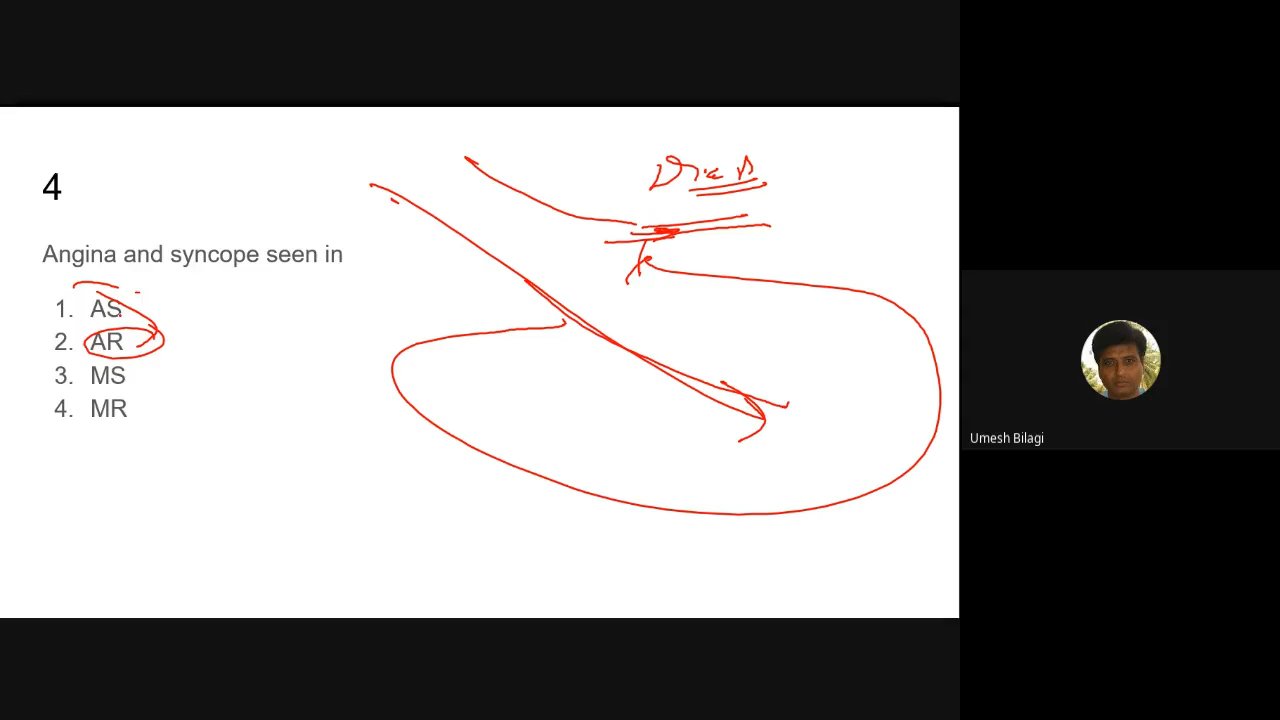 4
Angina and syncope seen in
1. AS
2. AR
3. MS
4. MR
Umesh Bilagi